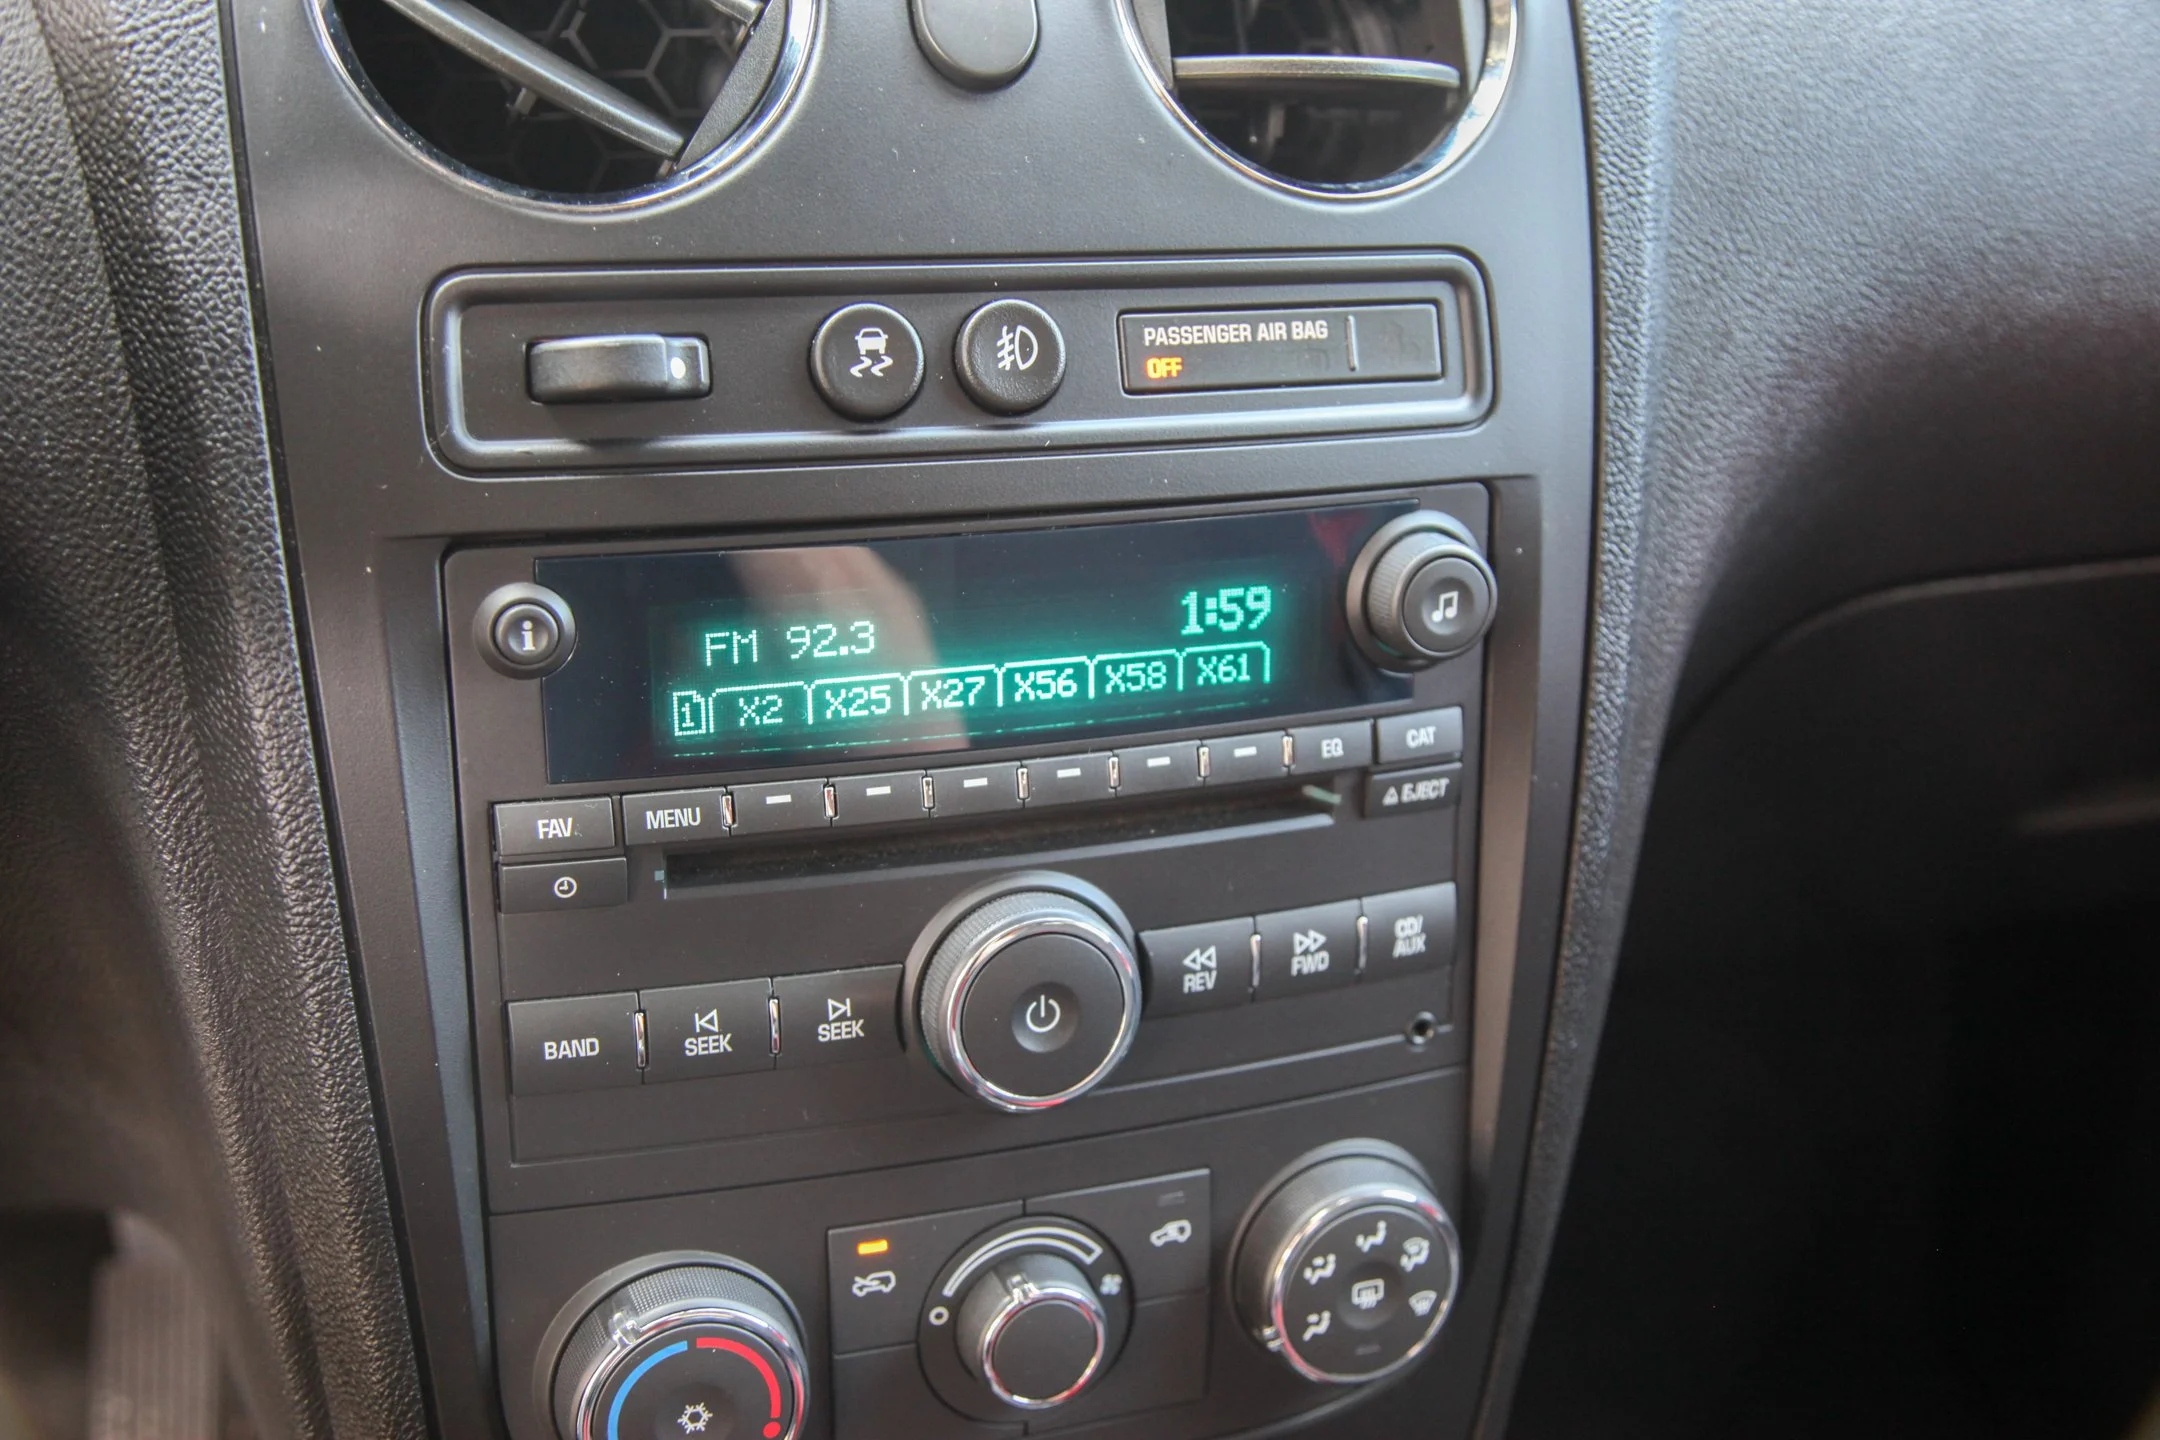 PASSENGER AIR BAG
OFF
i
1:59
FM 92.3
1 X2 X25 X27 X56 X58 X61
FAV MENU EQ CAT
EJECT
BAND SEEK SEEK REV FWD CD/
AUX